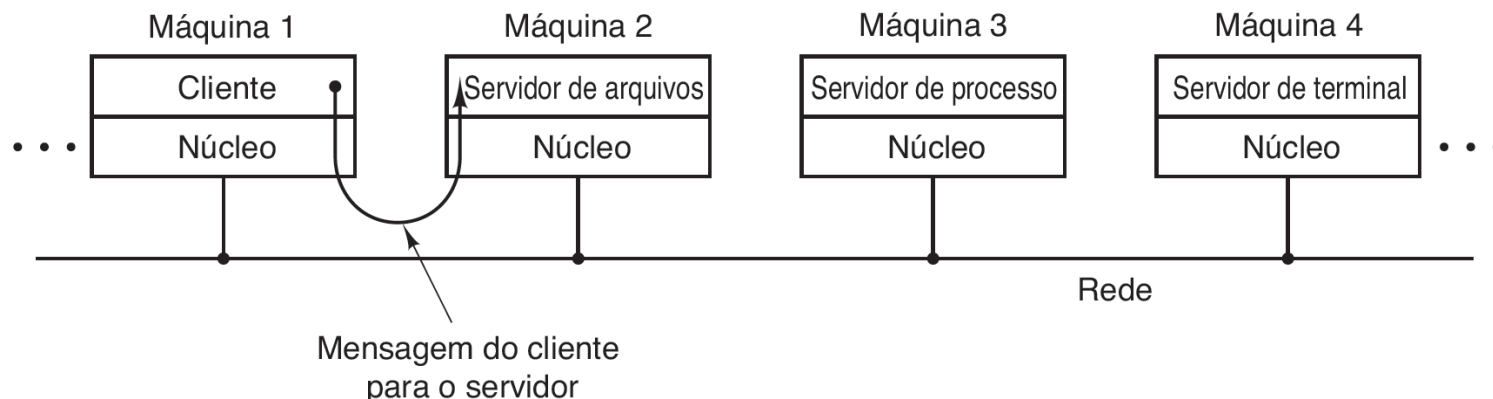 Máquina 1
Máquina 2
Máquina 3
Máquina 4
Cliente
Servidor de arquivos
Servidor de processo
Servidor de terminal
Núcleo
Núcleo
Núcleo
Núcleo
Rede
Mensagem do cliente
para o servidor